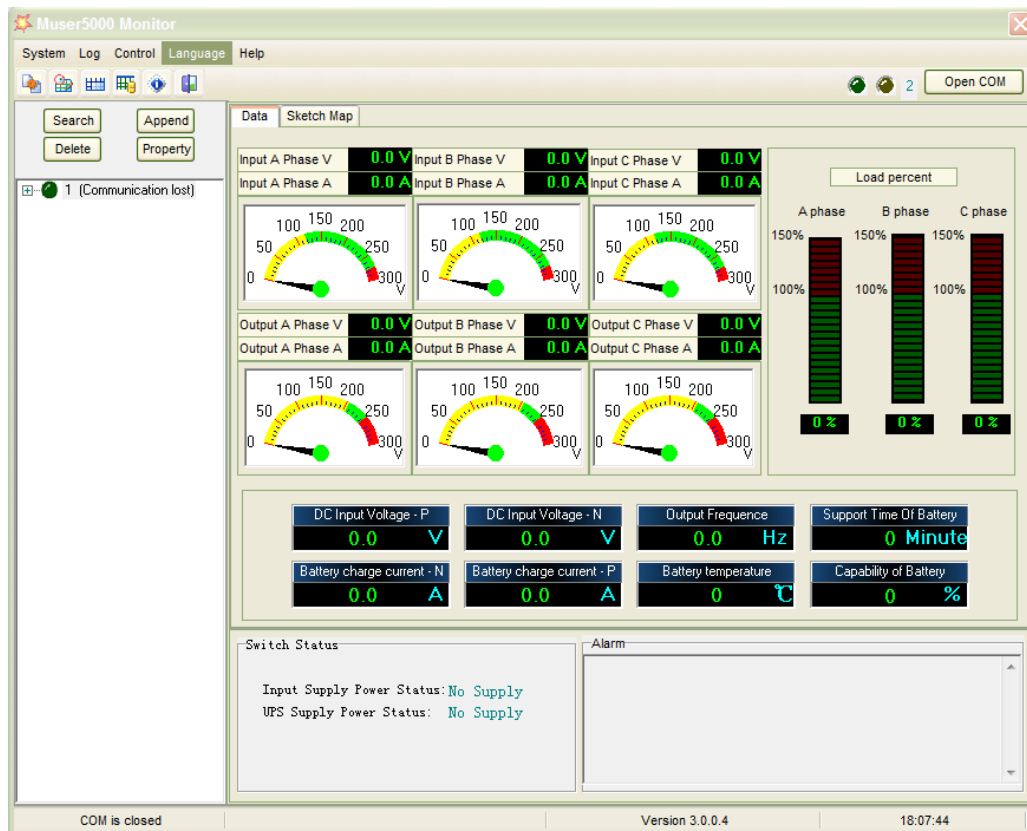 Muser5000 Monitor
System Log Control Language Help
2 Open COM
Search Append
Delete Property
1 (Communication lost)
Data Sketch Map
Input A Phase V 0.0 V Input B Phase V 0.0 V Input C Phase V 0.0 V
Input A Phase A 0.0 A Input B Phase A 0.0 A Input C Phase A 0.0 A
0 50 100 150 200 250 300 V
0 50 100 150 200 250 300 V
0 50 100 150 200 250 300 V
Output A Phase V 0.0 V Output B Phase V 0.0 V Output C Phase V 0.0 V
Output A Phase A 0.0 A Output B Phase A 0.0 A Output C Phase A 0.0 A
0 50 100 150 200 250 300 V
0 50 100 150 200 250 300 V
0 50 100 150 200 250 300 V
Load percent
A phase B phase C phase
150% 150% 150%
100% 100% 100%
0 % 0 % 0 %
DC Input Voltage - P DC Input Voltage - N Output Frequence Support Time Of Battery
0.0 V 0.0 V 0.0 Hz 0 Minute
Battery charge current - N Battery charge current - P Battery temperature Capability of Battery
0.0 A 0.0 A 0 ℃ 0 %
Switch Status
Input Supply Power Status: No Supply
UPS Supply Power Status: No Supply
Alarm
COM is closed Version 3.0.0.4 18:07:44